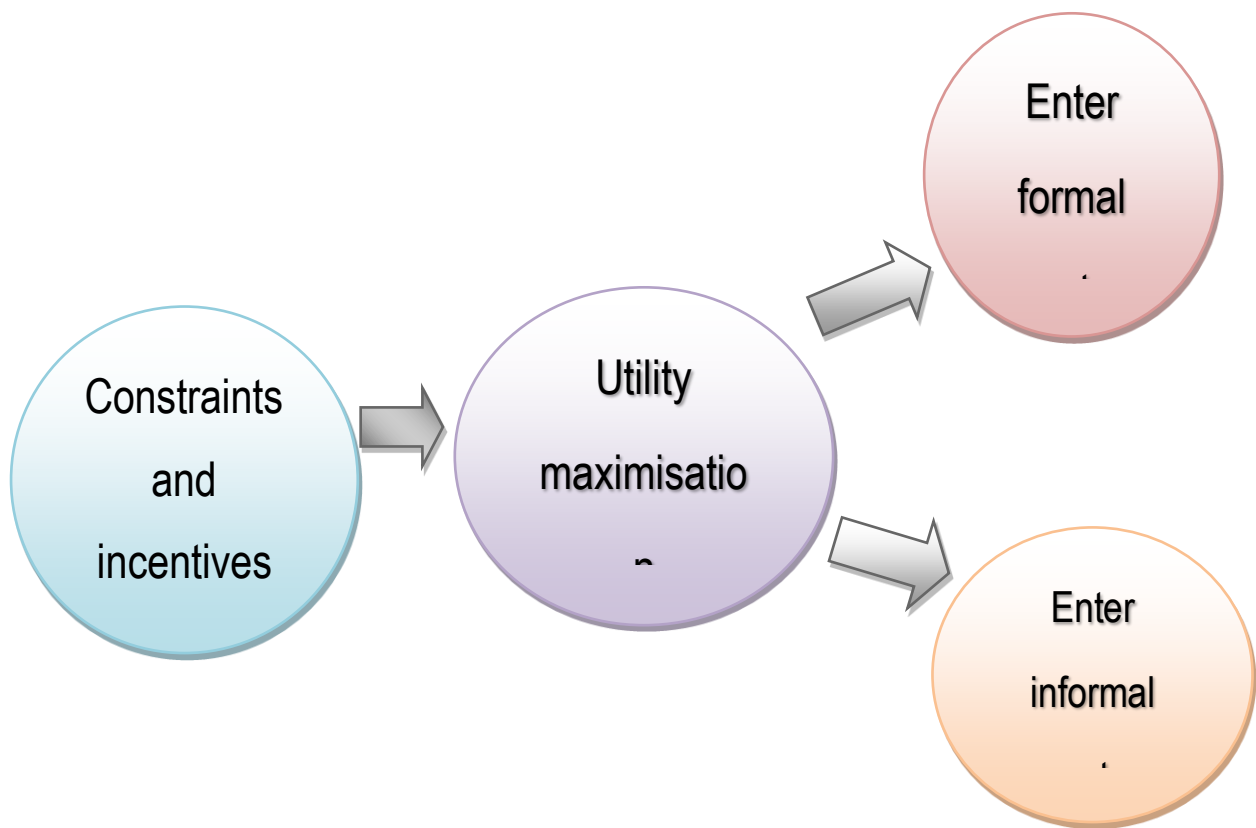 Constraints
and
incentives
Utility
maximisatio
n
Enter
formal
Enter
informal